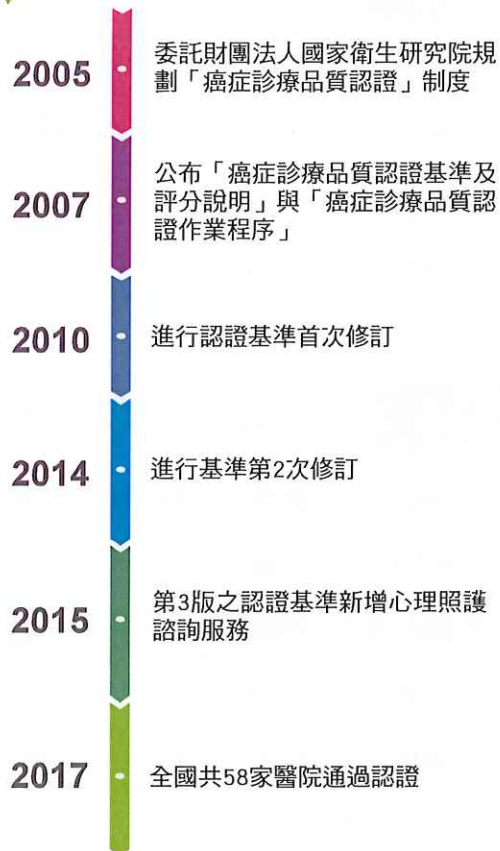 2005
委託財團法人國家衛生研究院規
劃「癌症診療品質認證」制度
2007
公布「癌症診療品質認證基準及
評分說明」與「癌症診療品質認
證作業程序」
2010
進行認證基準首次修訂
2014
進行基準第2次修訂
2015
第3版之認證基準新增心理照護
諮詢服務
2017
全國共58家醫院通過認證